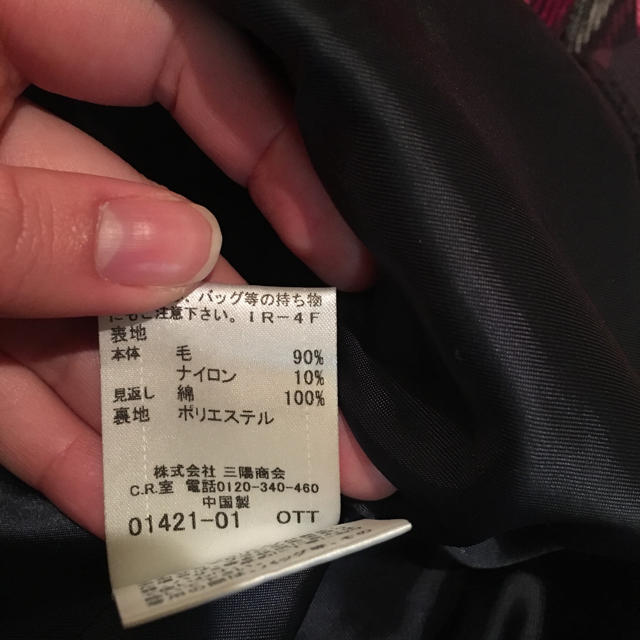 バッグ等の持ち物
にもご注意下さい。IR-4F
表地
本体 毛 90%
ナイロン 10%
見返し 綿 100%
裏地 ポリエステル
株式会社 三陽商会
C.R.室 電話0120-340-460
中国製
01421-01 OTT